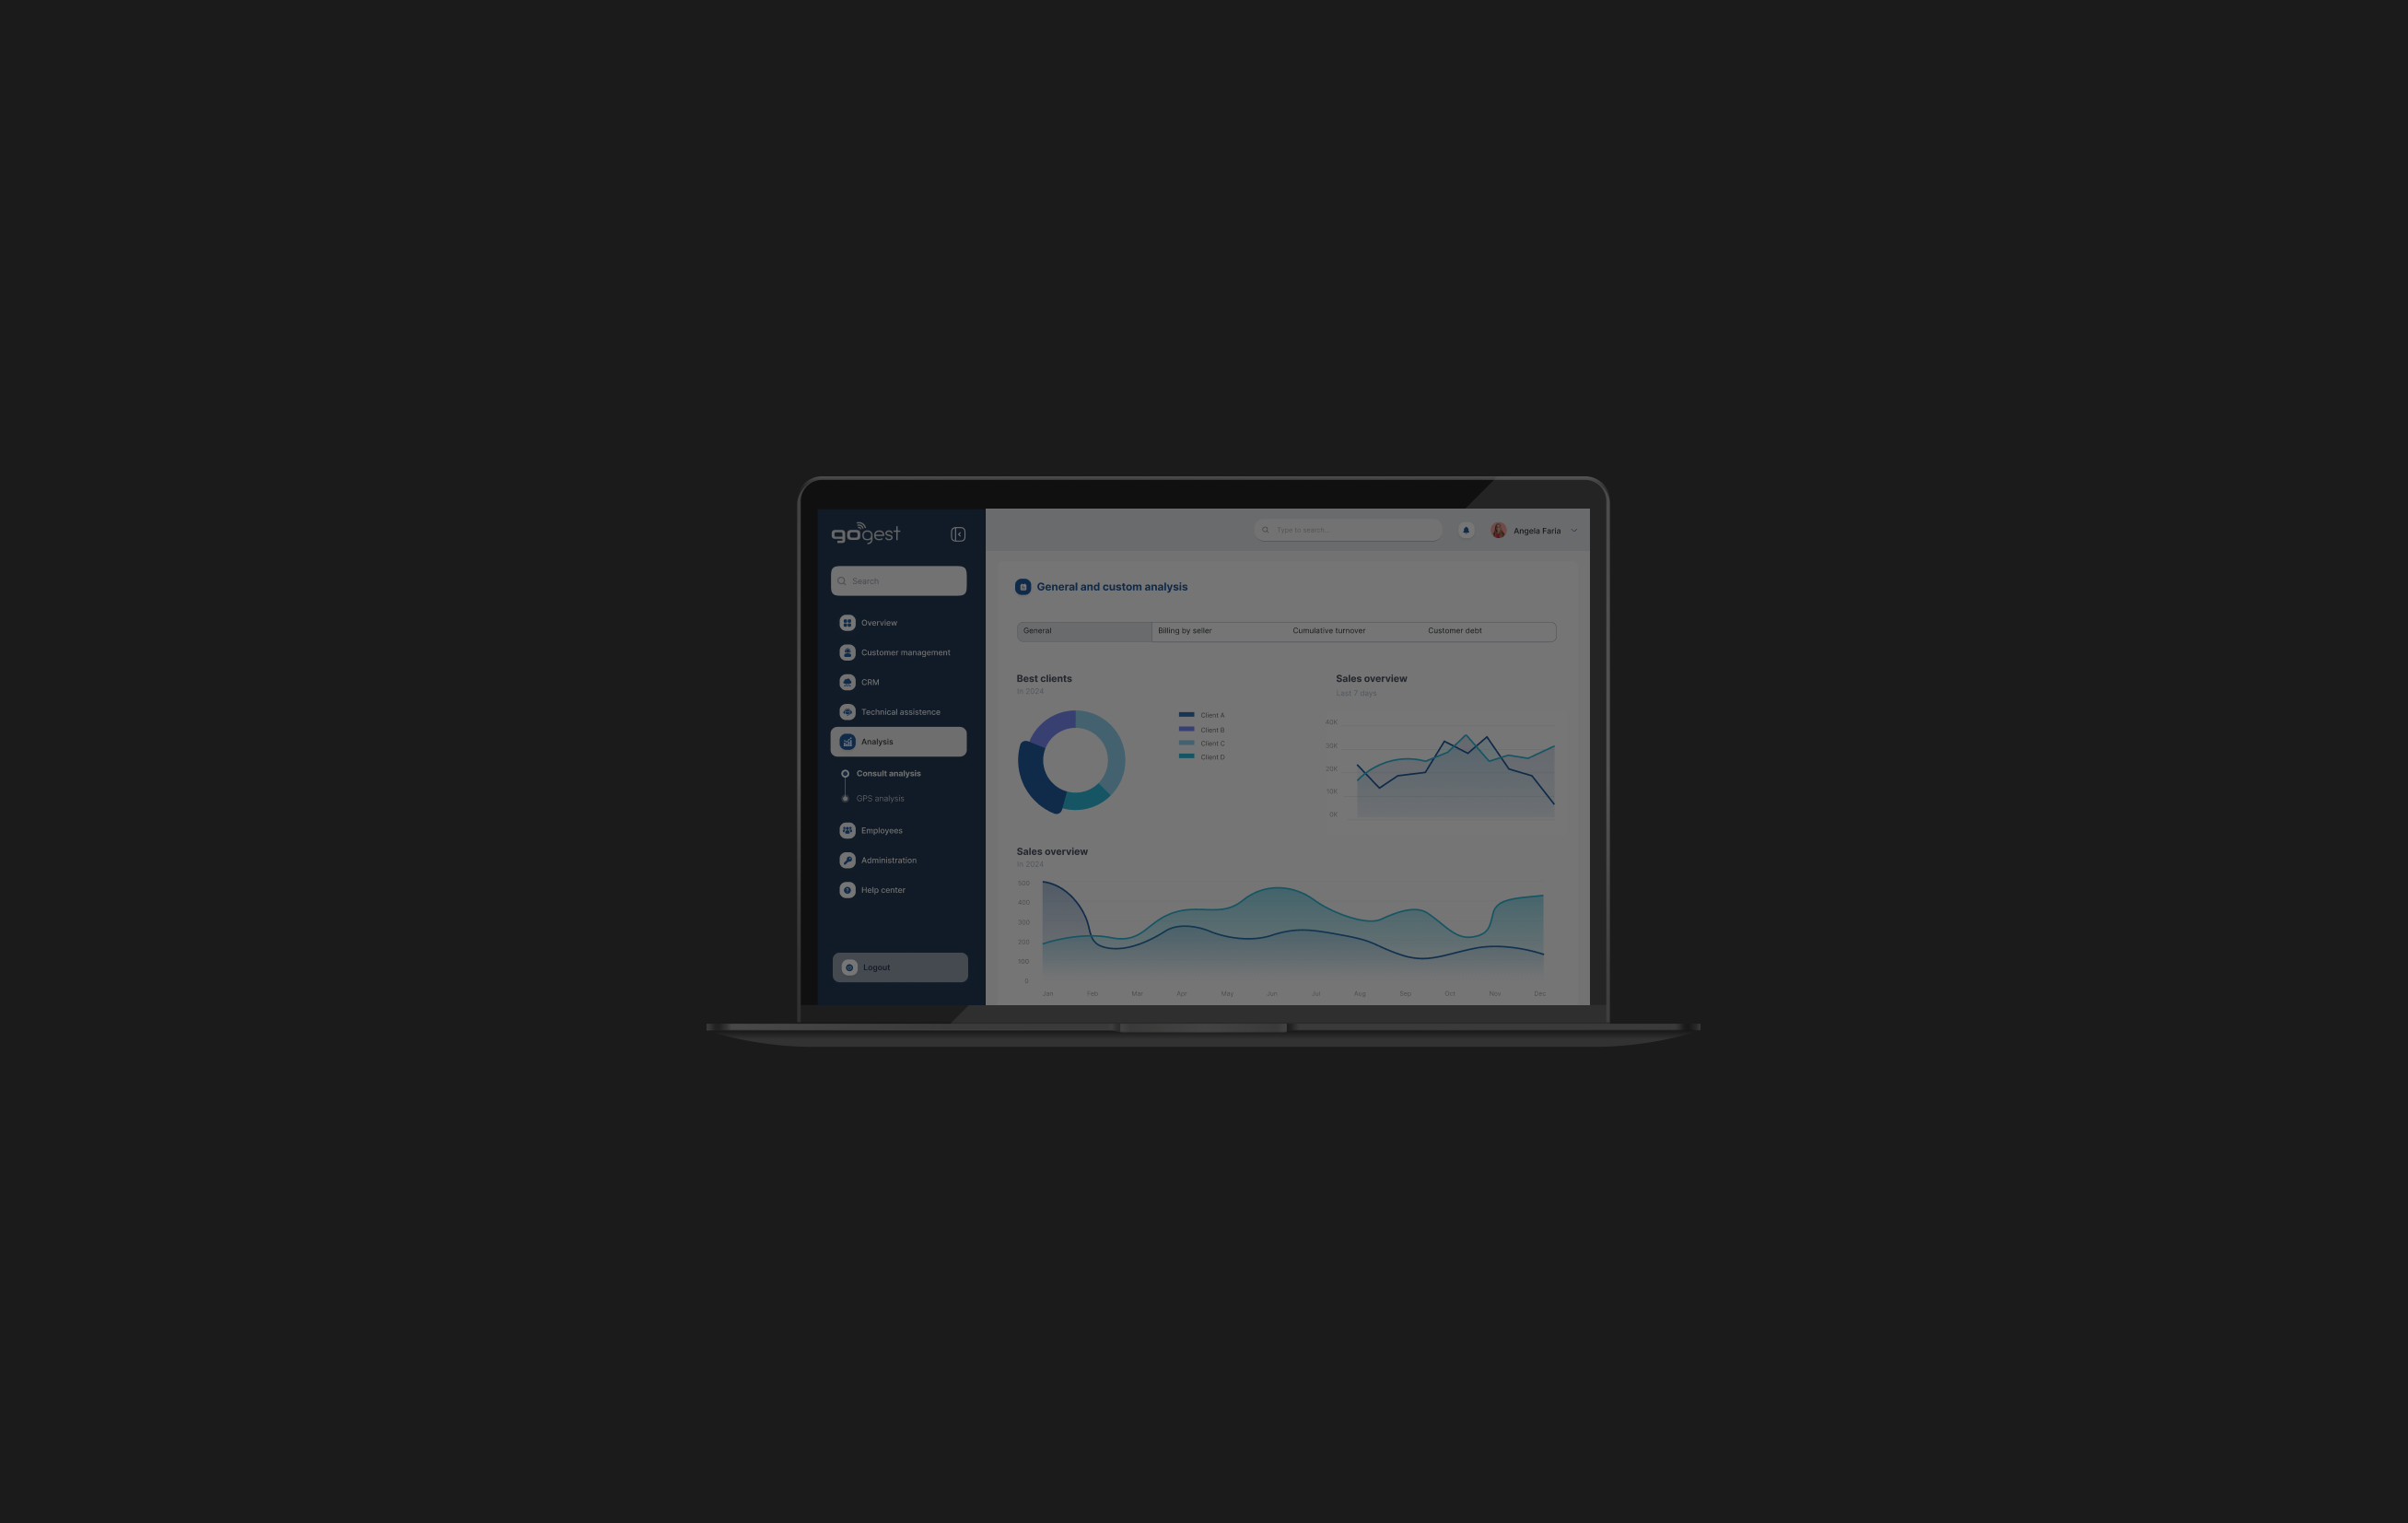 gogest
Search
Overview
Customer management
CRM
Technical assistence
Analysis
Consult analysis
GPS analysis
Employees
Administration
Help center
Logout
Type to search...
Angela Faria
General and custom analysis
General Billing by seller Cumulative turnover Customer debt
Best clients
In 2024
Client A
Client B
Client C
Client D
Sales overview
Last 7 days
40K
30K
20K
10K
0K
Sales overview
In 2024
500
400
300
200
100
0
Jan Feb Mar Apr May Jun Jul Aug Sep Oct Nov Dec